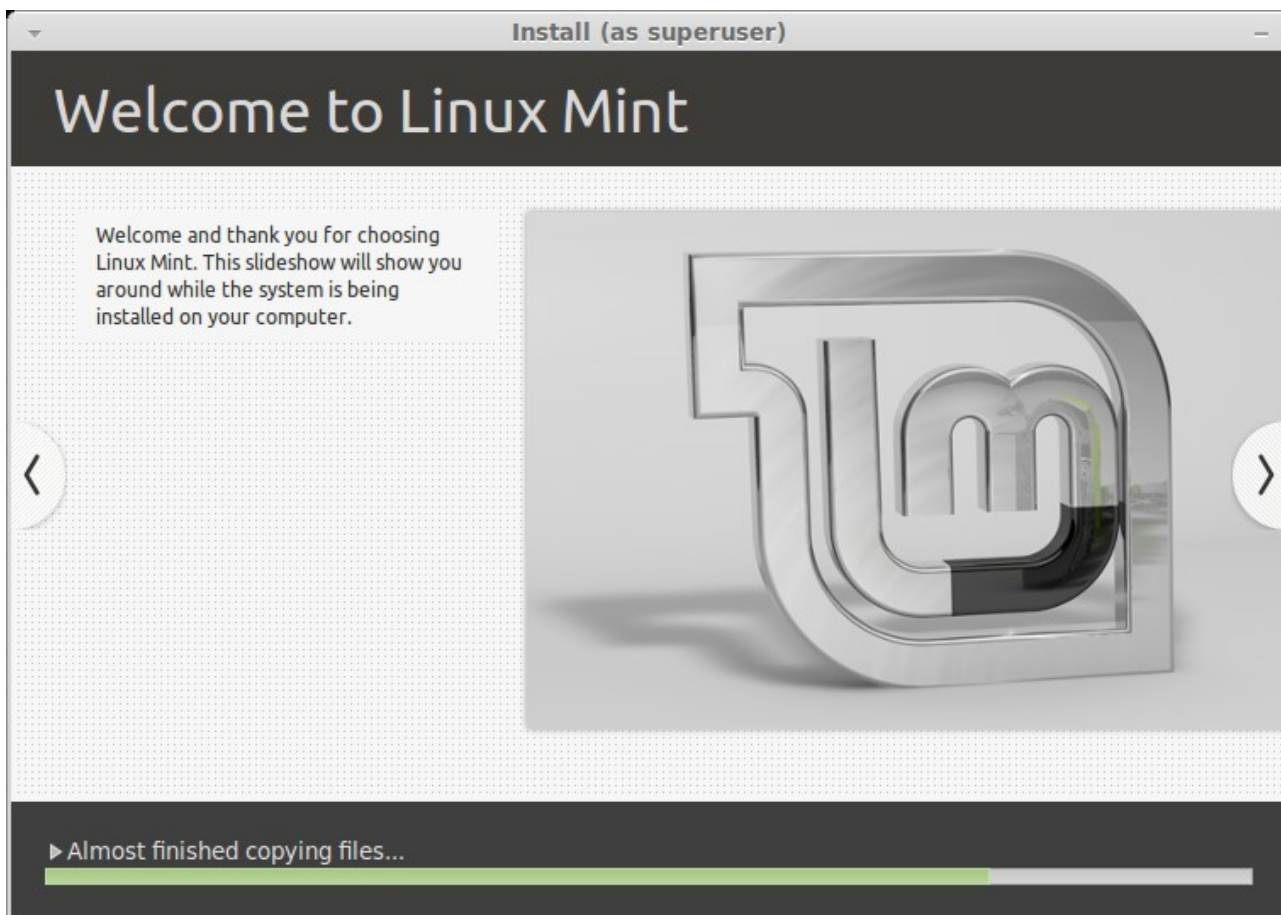 Install (as superuser)
Welcome to Linux Mint
Welcome and thank you for choosing
Linux Mint. This slideshow will show you
around while the system is being
installed on your computer.
Almost finished copying files...